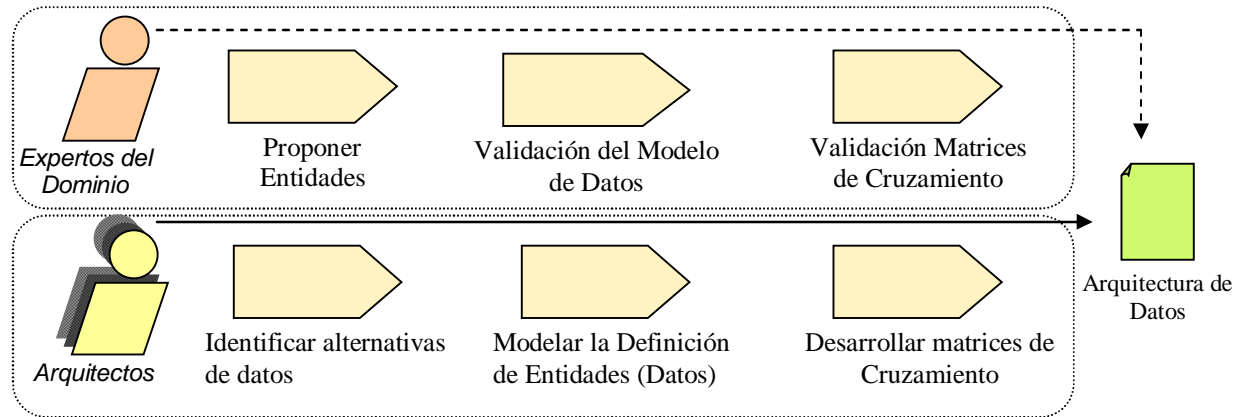 Expertos del
Dominio
Proponer
Entidades
Validación del Modelo
de Datos
Validación Matrices
de Cruzamiento
Arquitectos
Identificar alternativas
de datos
Modelar la Definición
de Entidades (Datos)
Desarrollar matrices de
Cruzamiento
Arquitectura de
Datos